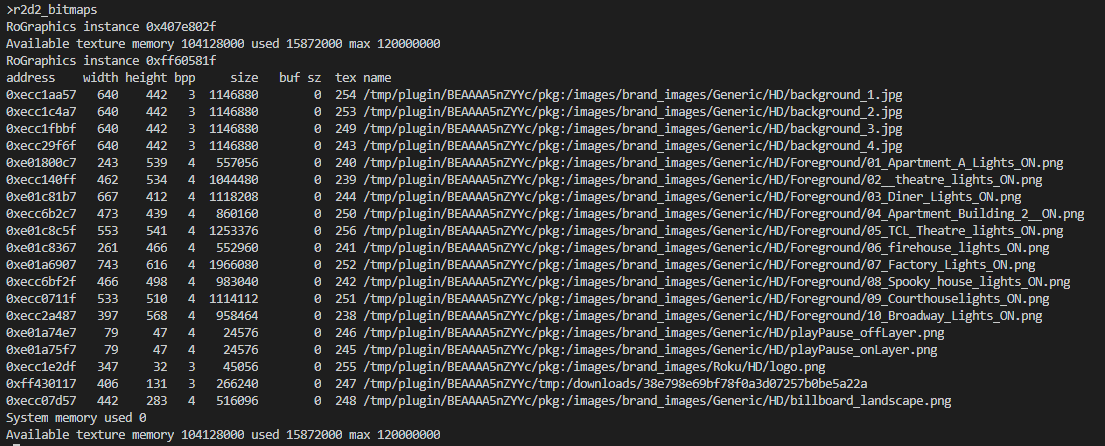 >r2d2_bitmaps
RoGraphics instance 0x407e802f
Available texture memory 104128000 used 15872000 max 120000000
RoGraphics instance 0xff60581f
address width height bpp size buf sz tex name
0xecc1aa57 640 442 3 1146880 0 254 /tmp/plugin/BEAAAA5nZYYc/pkg:/images/brand_images/Generic/HD/background_1.jpg
0xecc1c4a7 640 442 3 1146880 0 253 /tmp/plugin/BEAAAA5nZYYc/pkg:/images/brand_images/Generic/HD/background_2.jpg
0xecc1fbbf 640 442 3 1146880 0 249 /tmp/plugin/BEAAAA5nZYYc/pkg:/images/brand_images/Generic/HD/background_3.jpg
0xecc29f6f 640 442 3 1146880 0 243 /tmp/plugin/BEAAAA5nZYYc/pkg:/images/brand_images/Generic/HD/background_4.jpg
0xe01800c7 243 539 4 557056 0 240 /tmp/plugin/BEAAAA5nZYYc/pkg:/images/brand_images/Generic/HD/Foreground/01_Apartment_A_Lights_ON.png
0xecc140ff 462 534 4 1044480 0 239 /tmp/plugin/BEAAAA5nZYYc/pkg:/images/brand_images/Generic/HD/Foreground/02__theatre_lights_ON.png
0xe01c81b7 667 412 4 1118208 0 244 /tmp/plugin/BEAAAA5nZYYc/pkg:/images/brand_images/Generic/HD/Foreground/03_Diner_Lights_ON.png
0xecc6b2c7 473 439 4 860160 0 250 /tmp/plugin/BEAAAA5nZYYc/pkg:/images/brand_images/Generic/HD/Foreground/04_Apartment_Building_2__ON.png
0xe01c8c5f 553 541 4 1253376 0 256 /tmp/plugin/BEAAAA5nZYYc/pkg:/images/brand_images/Generic/HD/Foreground/05_TCL_Theatre_lights_ON.png
0xe01c8367 261 466 4 552960 0 241 /tmp/plugin/BEAAAA5nZYYc/pkg:/images/brand_images/Generic/HD/Foreground/06_firehouse_lights_ON.png
0xe01a6907 743 616 4 1966080 0 252 /tmp/plugin/BEAAAA5nZYYc/pkg:/images/brand_images/Generic/HD/Foreground/07_Factory_Lights_ON.png
0xecc6bf2f 466 498 4 983040 0 242 /tmp/plugin/BEAAAA5nZYYc/pkg:/images/brand_images/Generic/HD/Foreground/08_Spooky_house_lights_ON.png
0xecc0711f 533 510 4 1114112 0 251 /tmp/plugin/BEAAAA5nZYYc/pkg:/images/brand_images/Generic/HD/Foreground/09_Courthouselights_ON.png
0xecc2a487 397 568 4 958464 0 238 /tmp/plugin/BEAAAA5nZYYc/pkg:/images/brand_images/Generic/HD/Foreground/10_Broadway_Lights_ON.png
0xe01a74e7 79 47 4 24576 0 246 /tmp/plugin/BEAAAA5nZYYc/pkg:/images/brand_images/Generic/HD/playPause_offLayer.png
0xe01a75f7 79 47 4 24576 0 245 /tmp/plugin/BEAAAA5nZYYc/pkg:/images/brand_images/Generic/HD/playPause_onLayer.png
0xecc1e2df 347 32 3 45056 0 255 /tmp/plugin/BEAAAA5nZYYc/pkg:/images/brand_images/Roku/HD/logo.png
0xff430117 406 131 3 266240 0 247 /tmp/plugin/BEAAAA5nZYYc/tmp:/downloads/38e798e69bf78f0a3d07257b0be5a22a
0xecc07d57 442 283 4 516096 0 248 /tmp/plugin/BEAAAA5nZYYc/pkg:/images/brand_images/Generic/HD/billboard_landscape.png
System memory used 0
Available texture memory 104128000 used 15872000 max 120000000